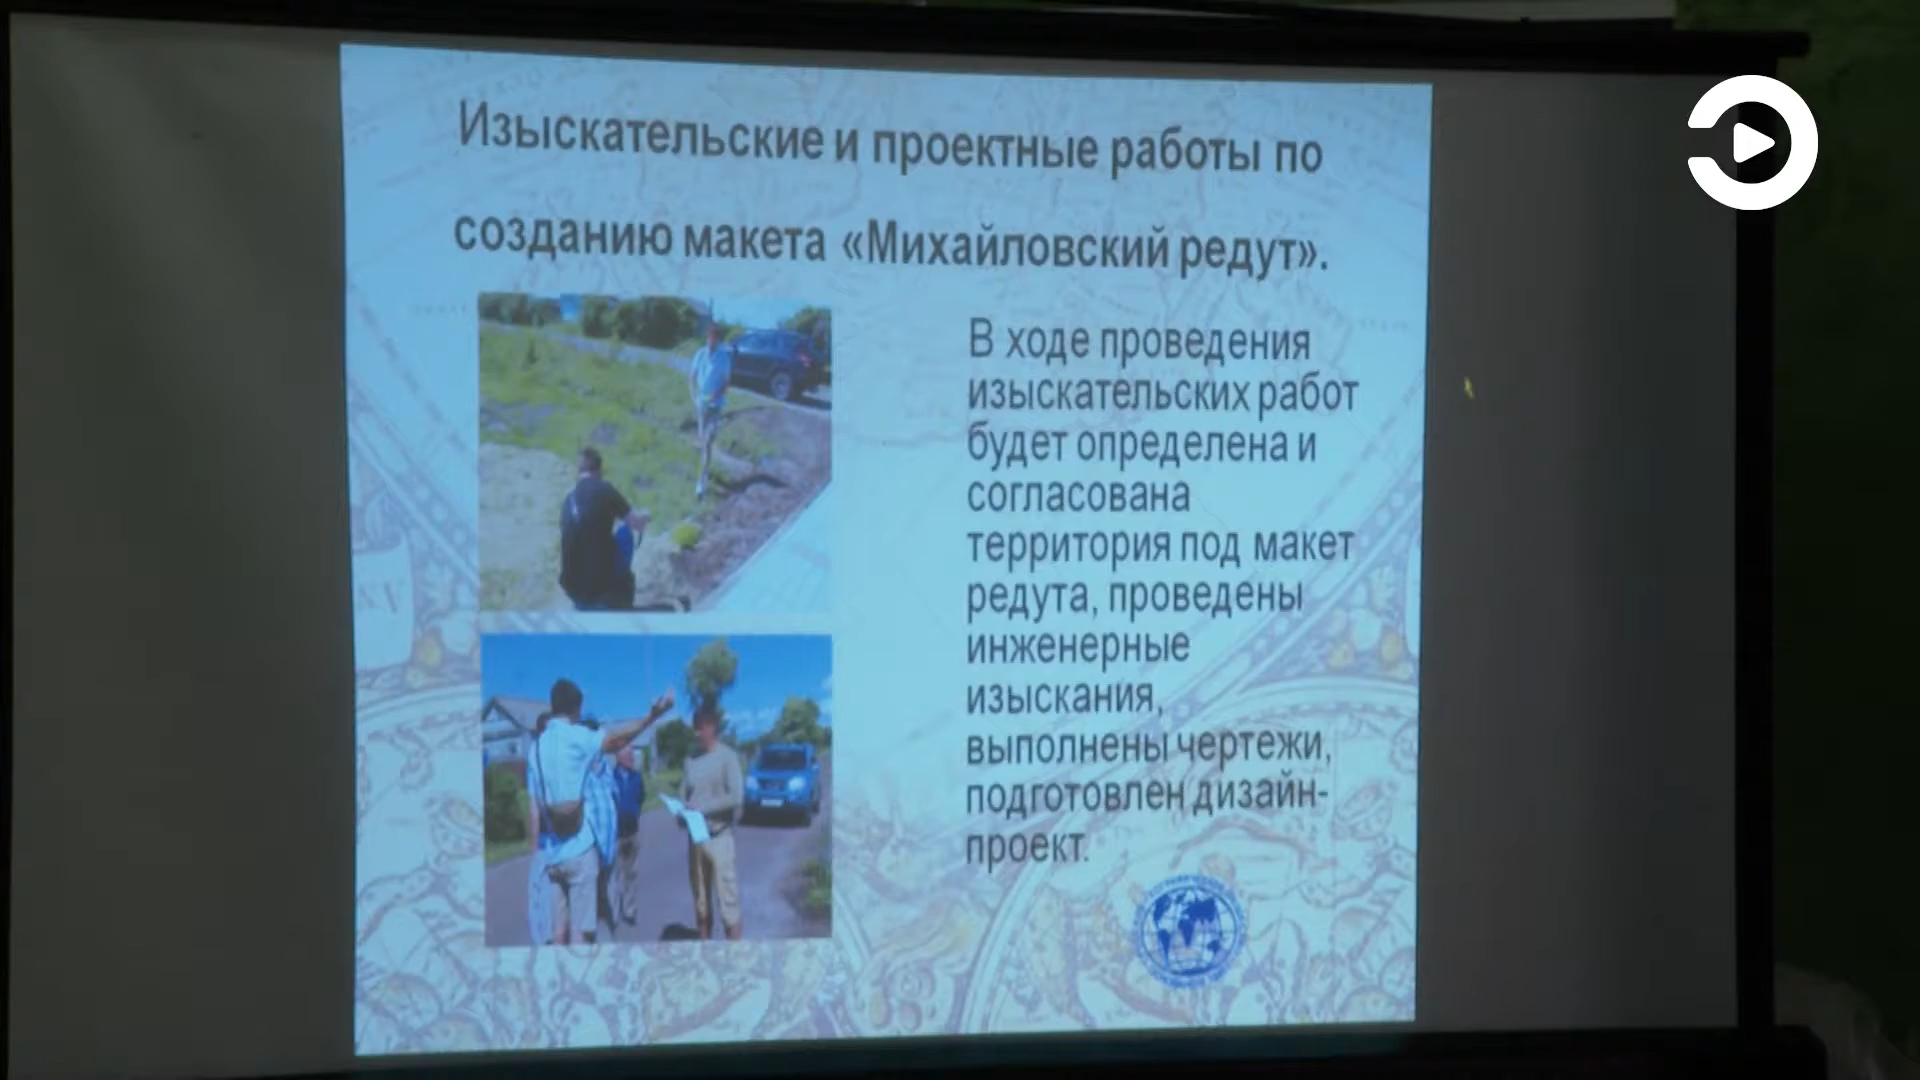 Изыскательские и проектные работы по
созданию макета «Михайловский редут».
В ходе проведения
изыскательских работ
будет определена и
согласована
территория под макет
редута, проведены
инженерные
изыскания,
выполнены чертежи,
подготовлен дизайн-
проект.